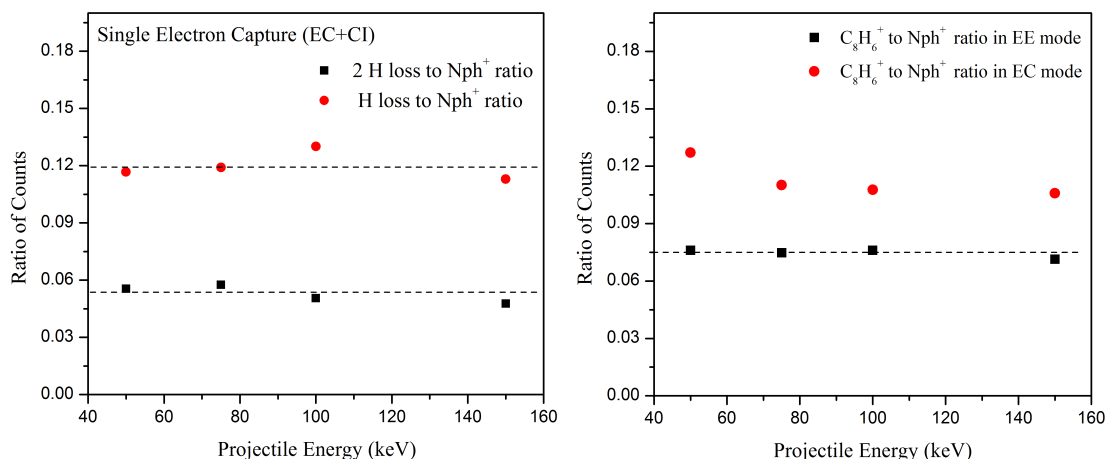 Single Electron Capture (EC+CI)
2 H loss to Nph⁺ ratio
H loss to Nph⁺ ratio
Ratio of Counts
0.18
0.15
0.12
0.09
0.06
0.03
0.00
40 60 80 100 120 140 160
Projectile Energy (keV)
C₈H₆⁺ to Nph⁺ ratio in EE mode
C₈H₆⁺ to Nph⁺ ratio in EC mode
Ratio of Counts
0.18
0.15
0.12
0.09
0.06
0.03
0.00
40 60 80 100 120 140 160
Projectile Energy (keV)